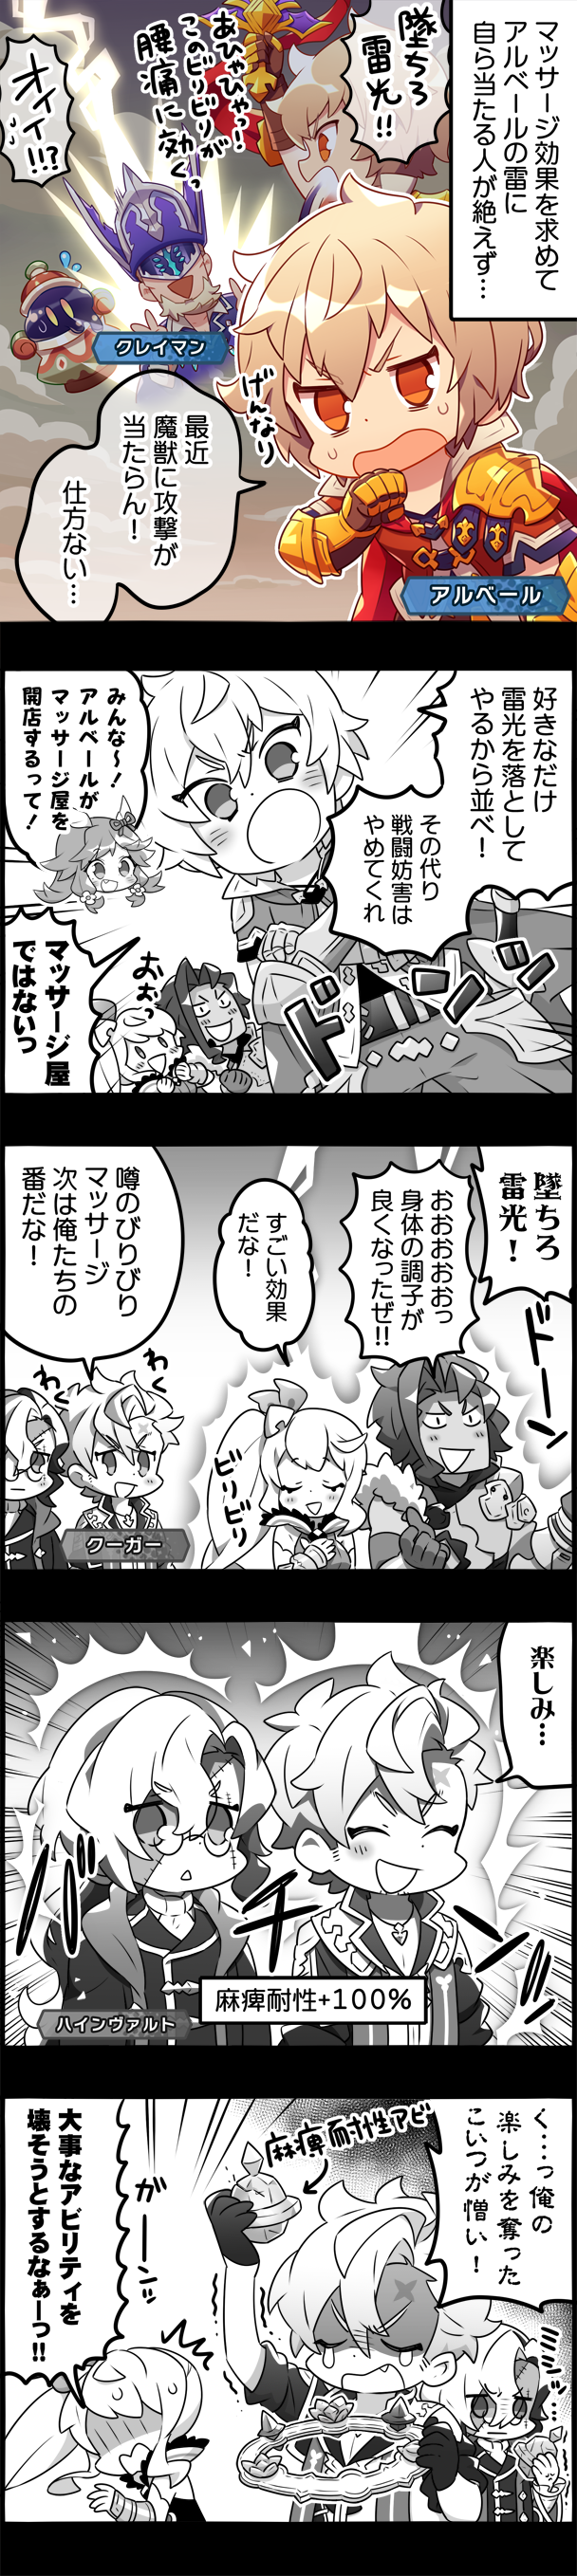 マッサージ効果を求めて
アルベールの雷に
自ら当たる人が絶えず…
墜ちろ
雷光!!
あひゃひゃっ!
このビリビリが
腰痛に効くっ
オイィ!!?
クレイマン
げんなり
最近
魔獣に攻撃が
当たらん!
仕方ない…
アルベール
好きなだけ
雷光を落として
やるから並べ!
その代り
戦闘妨害は
やめてくれ
みんな~!
アルベールが
マッサージ屋を
開店するって!
ドンッ
おぉっ
マッサージ屋
ではないっ
墜ちろ
雷光!
ドーン
おおおおおっ
身体の調子が
良くなったぜ!!
すごい効果
だな!
ビリビリ
噂のびりびり
マッサージ
次は俺たちの
番だな!
わく
わく
クーガー
楽しみ…
麻痺耐性+100%
ハインヴァルト
く…っ俺の
楽しみを奪った
こいつが憎い!
麻痺耐性アビ
ミシッ…
がーンッ
大事なアビリティを
壊そうとするなぁーっ!!